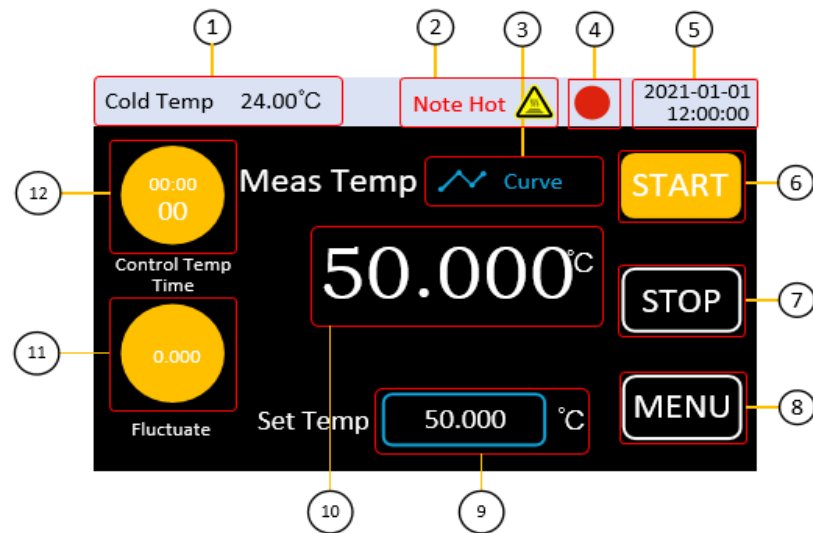 1
2
3
4
5
Cold Temp 24.00°C
Note Hot
2021-01-01
12:00:00
12
00:00
00
Control Temp
Time
Meas Temp
Curve
START
6
50.000°C
STOP
7
11
0.000
Fluctuate
Set Temp 50.000 °C
MENU
8
10
9